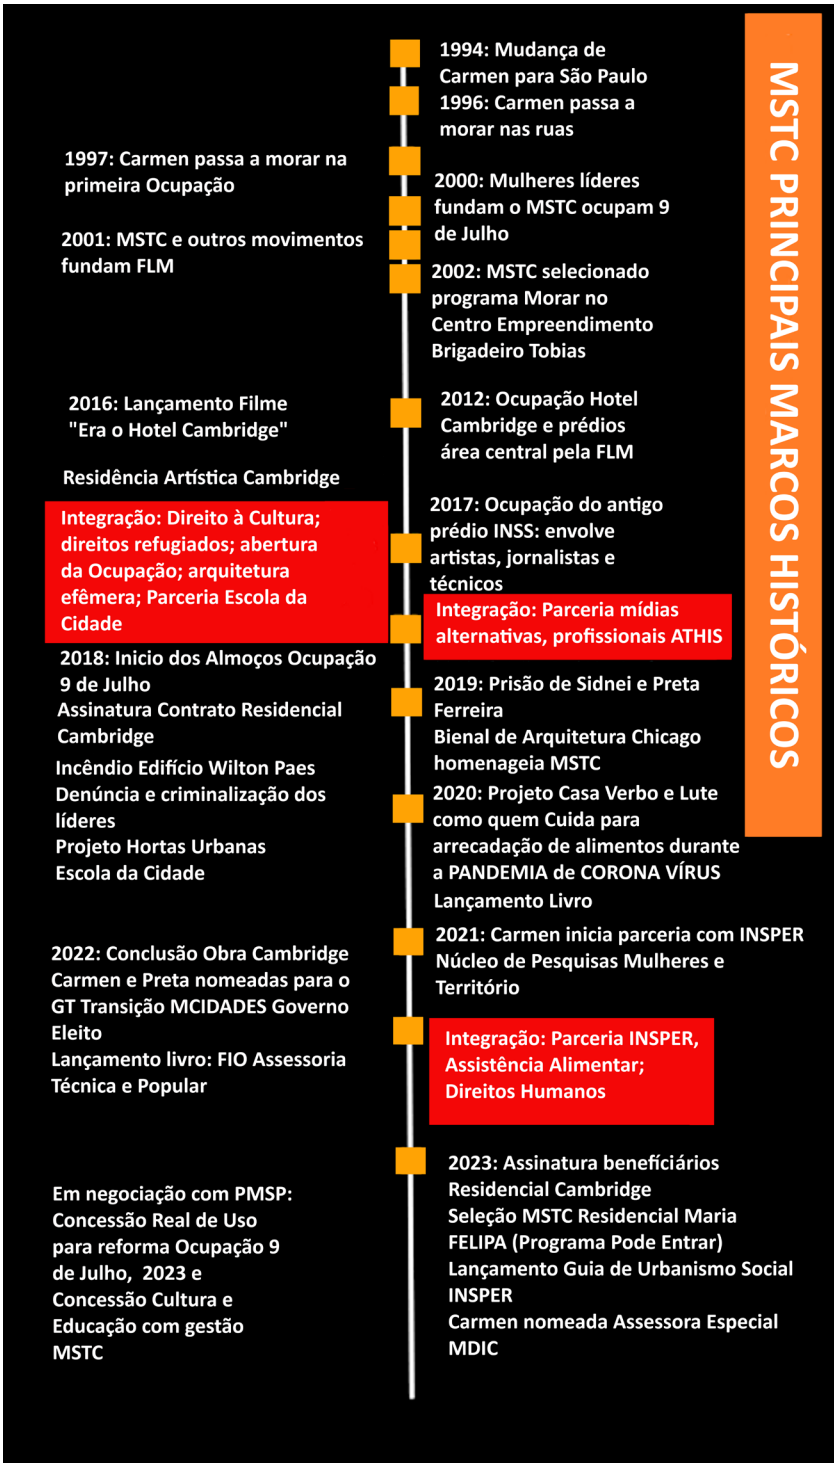 MSTC PRINCIPAIS MARCOS HISTÓRICOS
1994: Mudança de
Carmen para São Paulo
1996: Carmen passa a
morar nas ruas
1997: Carmen passa a morar na
primeira Ocupação
2000: Mulheres líderes
fundam o MSTC ocupam 9
de Julho
2001: MSTC e outros movimentos
fundam FLM
2002: MSTC selecionado
programa Morar no
Centro Empreendimento
Brigadeiro Tobias
2012: Ocupação Hotel
Cambridge e prédios
área central pela FLM
2016: Lançamento Filme
"Era o Hotel Cambridge"
Residência Artística Cambridge
Integração: Direito à Cultura;
direitos refugiados; abertura
da Ocupação; arquitetura
efêmera; Parceria Escola da
Cidade
2017: Ocupação do antigo
prédio INSS: envolve
artistas, jornalistas e
técnicos
Integração: Parceria mídias
alternativas, profissionais ATHIS
2018: Inicio dos Almoços Ocupação
9 de Julho
Assinatura Contrato Residencial
Cambridge
Incêndio Edifício Wilton Paes
Denúncia e criminalização dos
líderes
Projeto Hortas Urbanas
Escola da Cidade
2019: Prisão de Sidnei e Preta
Ferreira
Bienal de Arquitetura Chicago
homenageia MSTC
2020: Projeto Casa Verbo e Lute
como quem Cuida para
arrecadação de alimentos durante
a PANDEMIA de CORONA VÍRUS
Lançamento Livro
2021: Carmen inicia parceria com INSPER
Núcleo de Pesquisas Mulheres e
Território
2022: Conclusão Obra Cambridge
Carmen e Preta nomeadas para o
GT Transição MCIDADES Governo
Eleito
Lançamento livro: FIO Assessoria
Técnica e Popular
Integração: Parceria INSPER,
Assistência Alimentar;
Direitos Humanos
2023: Assinatura benefíciários
Residencial Cambridge
Seleção MSTC Residencial Maria
FELIPA (Programa Pode Entrar)
Lançamento Guia de Urbanismo Social
INSPER
Carmen nomeada Assessora Especial
MDIC
Em negociação com PMSP:
Concessão Real de Uso
para reforma Ocupação 9
de Julho, 2023 e
Concessão Cultura e
Educação com gestão
MSTC